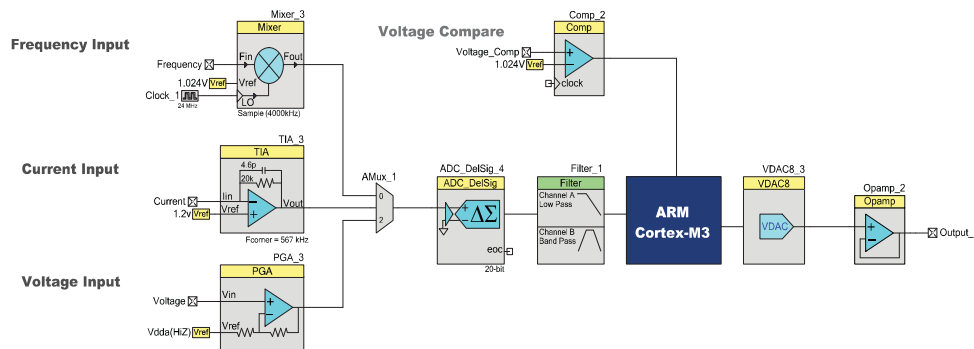 Frequency Input
Mixer_3
Mixer
Frequency
Fin
Fout
1.024V
Vref
Vref
Clock_1
24 MHz
LO
Sample (4000kHz)
Voltage Compare
Comp_2
Comp
Voltage_Comp
1.024V
Vref
clock
Current Input
TIA_3
TIA
4.6p
20k
Current
Iin
1.2v
Vref
Vref
Vout
Fcorner = 567 kHz
AMux_1
0
2
ADC_DelSig_4
ADC_DelSig
ΔΣ
eoc
20-bit
Filter_1
Filter
Channel A
Low Pass
Channel B
Band Pass
ARM
Cortex-M3
VDAC8_3
VDAC8
VDAC
Opamp_2
Opamp
Output_
Voltage Input
PGA_3
PGA
Voltage
Vin
Vdda(HiZ)
Vref
Vref